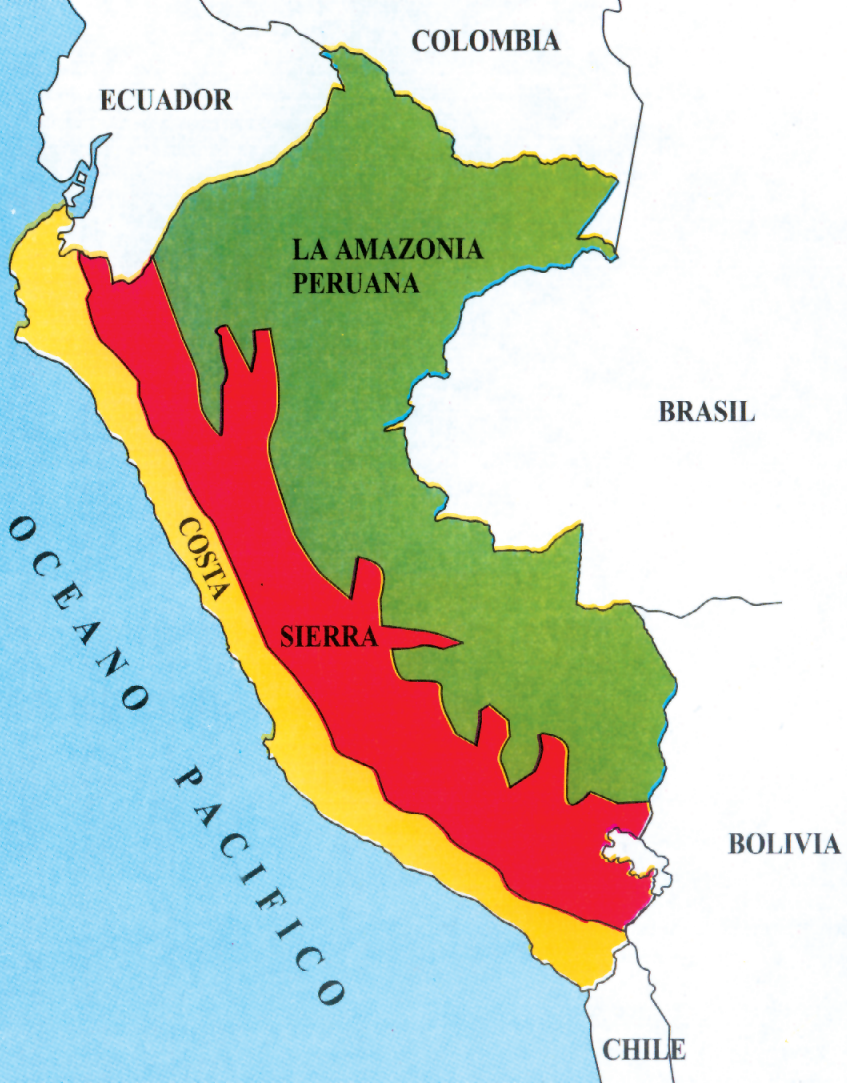 COLOMBIA
ECUADOR
LA AMAZONIA
PERUANA
BRASIL
COSTA
OCEANO PACIFICO
SIERRA
BOLIVIA
CHILE